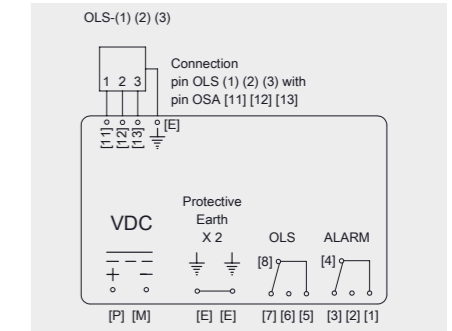 OLS-(1) (2) (3)
1 2 3
Connection
pin OLS (1) (2) (3) with
pin OSA [11] [12] [13]
[11] [12] [13] [E]
Protective
Earth
X 2
VDC
OLS
ALARM
[8]
[4]
+ −
[P] [M]
[E] [E]
[7] [6] [5]
[3] [2] [1]